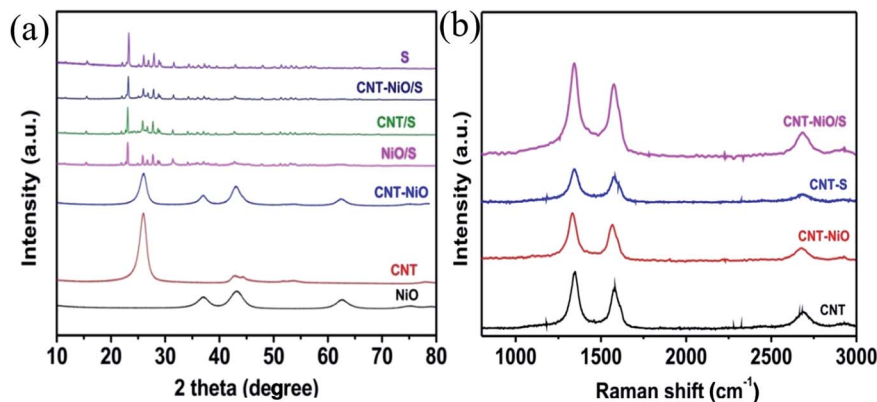 (a)
Intensity (a.u.)
S
CNT-NiO/S
CNT/S
NiO/S
CNT-NiO
CNT
NiO
10 20 30 40 50 60 70 80
2 theta (degree)
(b)
Intensity (a.u.)
CNT-NiO/S
CNT-S
CNT-NiO
CNT
1000 1500 2000 2500 3000
Raman shift (cm⁻¹)